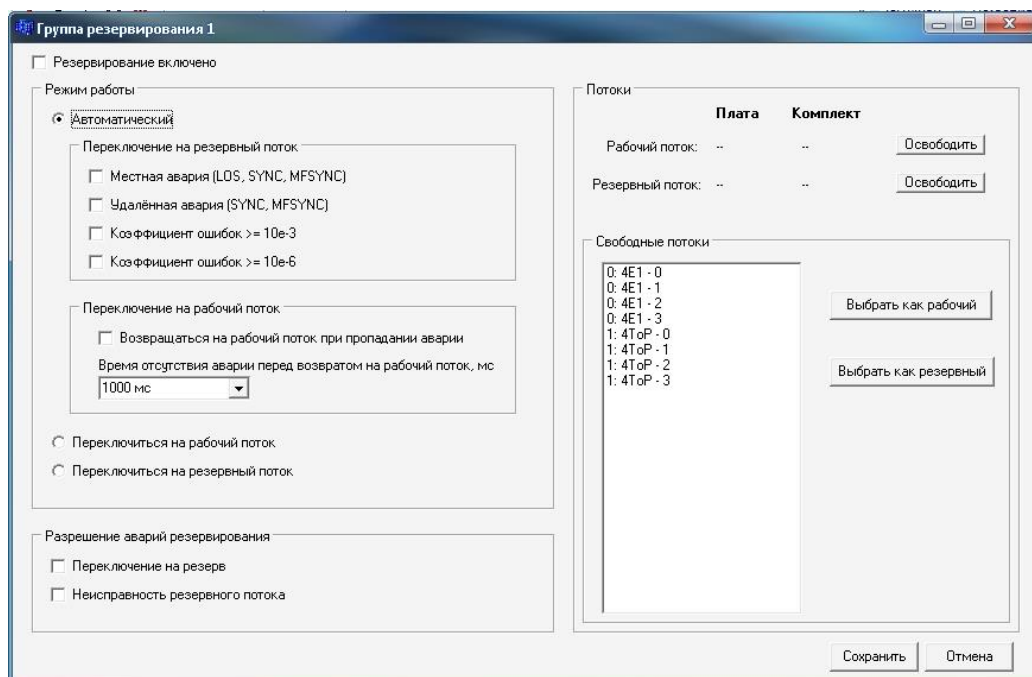 Группа резервирования 1
Резервирование включено
Режим работы
Автоматический
Переключение на резервный поток
Местная авария (LOS, SYNC, MFSYNC)
Удалённая авария (SYNC, MFSYNC)
Коэффициент ошибок >= 10e-3
Коэффициент ошибок >= 10e-6
Переключение на рабочий поток
Возвращаться на рабочий поток при пропадании аварии
Время отсутствия аварии перед возвратом на рабочий поток, мс
1000 мс
Переключиться на рабочий поток
Переключиться на резервный поток
Разрешение аварий резервирования
Переключение на резерв
Неисправность резервного потока
Потоки
Плата Комплект
Рабочий поток: -- -- Освободить
Резервный поток: -- -- Освободить
Свободные потоки
0: 4E1 - 0
0: 4E1 - 1
0: 4E1 - 2
0: 4E1 - 3
1: 4ToP - 0
1: 4ToP - 1
1: 4ToP - 2
1: 4ToP - 3
Выбрать как рабочий
Выбрать как резервный
Сохранить Отмена